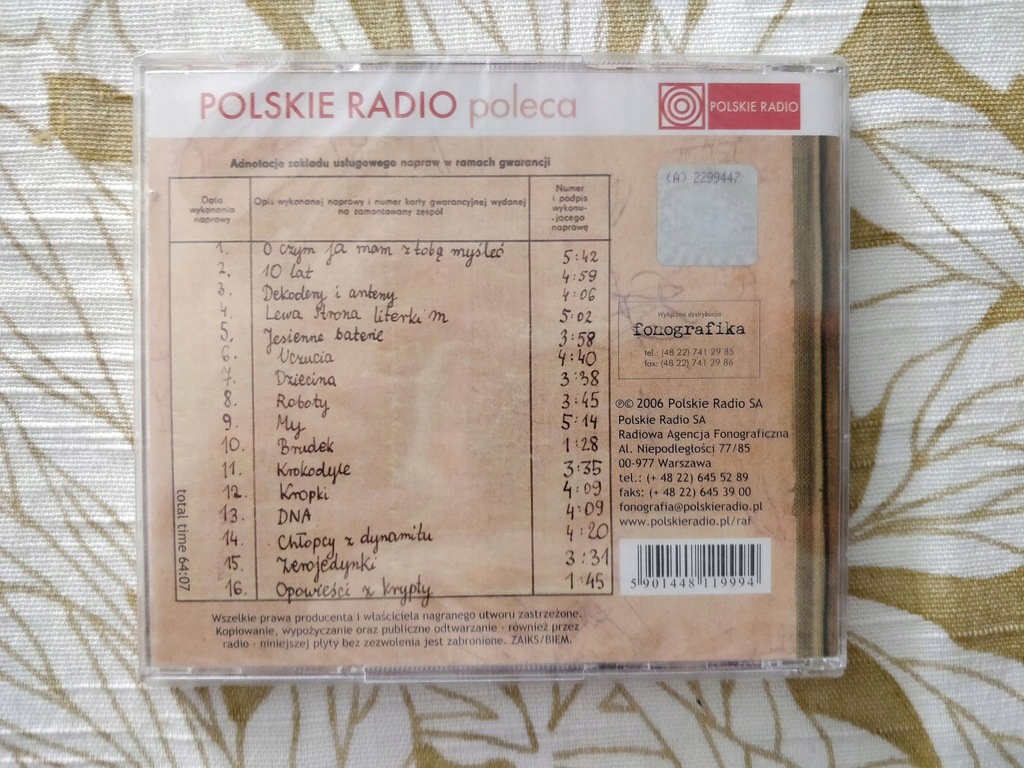 POLSKIE RADIO poleca
POLSKIE RADIO
Adnotacje zakładu usługowego napraw w ramach gwarancji
(A) 2299447
Data wykonania naprawy
Opis wykonanej naprawy i numer karty gwarancyjnej wydanej na zamontowany zespół
Numer i podpis wykonu-jącego naprawę
1. O czym ja mam z tobą myśleć 5:42
2. 10 lat 4:59
3. Dekodery i anteny 4:06
4. Lewa strona literki m 5:02
5. Jesienne baterie 3:58
6. Uczucia 4:40
7. Dziecina 3:38
8. Roboty 3:45
9. My 5:14
10. Brudek 1:28
11. Krokodyle 3:35
12. Kropki 4:09
13. DNA 4:09
14. Chłopcy z dynamitu 4:20
15. Zerojedynki 3:31
16. Opowieści z krypty 1:45
total time 64:07
Wyłączna dystrybucja
fonografika
tel.: (48 22) 741 29 85
fax: (48 22) 741 29 86
℗© 2006 Polskie Radio SA
Polskie Radio SA
Radiowa Agencja Fonograficzna
Al. Niepodległości 77/85
00-977 Warszawa
tel.: (+ 48 22) 645 52 89
faks: (+ 48 22) 645 39 00
fonografia@polskieradio.pl
www.polskieradio.pl/raf
5 901448 119994
Wszelkie prawa producenta i właściciela nagranego utworu zastrzeżone.
Kopiowanie, wypożyczanie oraz publiczne odtwarzanie - również przez
radio - niniejszej płyty bez zezwolenia jest zabronione. ZAiKS/BIEM.